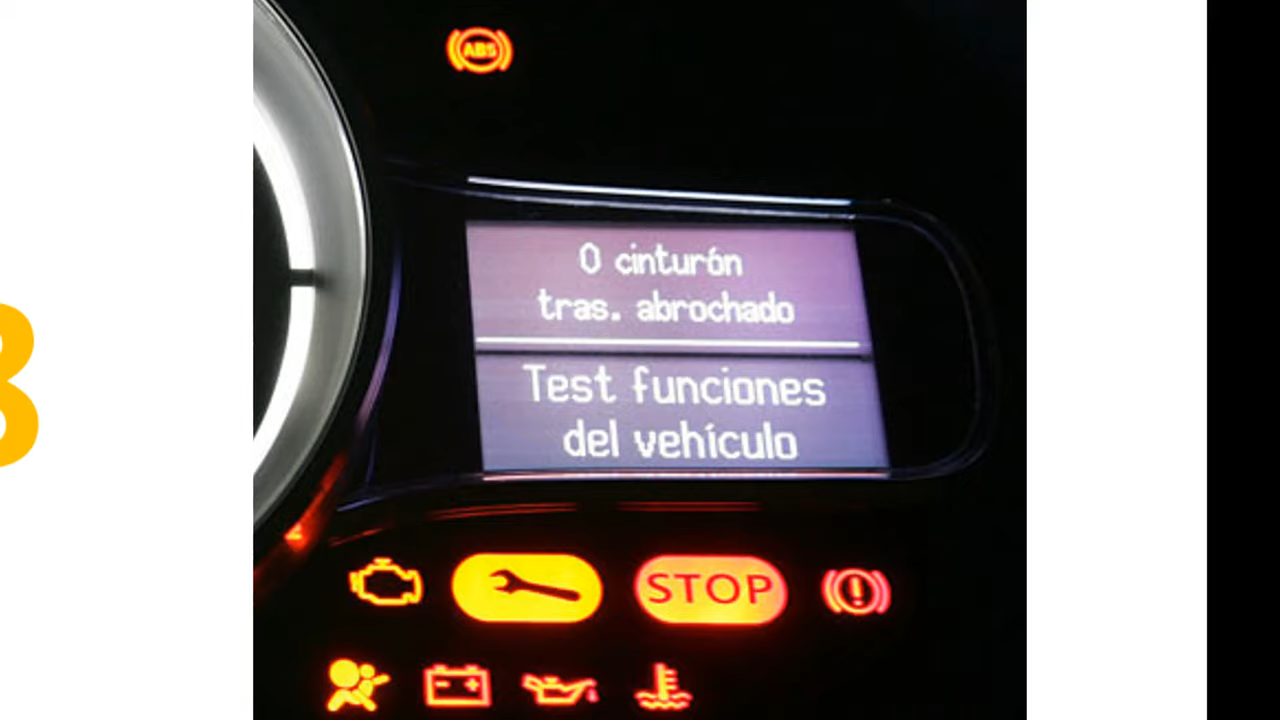 ABS
0 cinturón
tras. abrochado
Test funciones
del vehículo
STOP